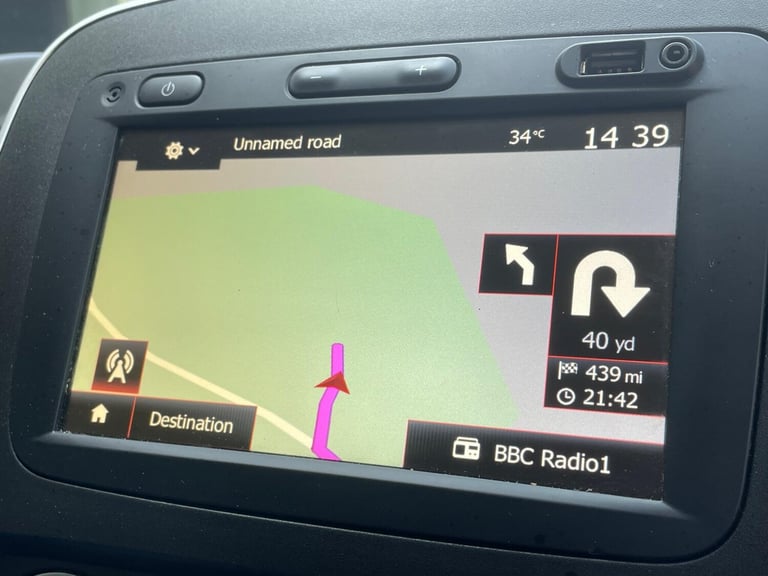 Unnamed road
34°C
14 39
40 yd
439 mi
21:42
Destination
BBC Radio1